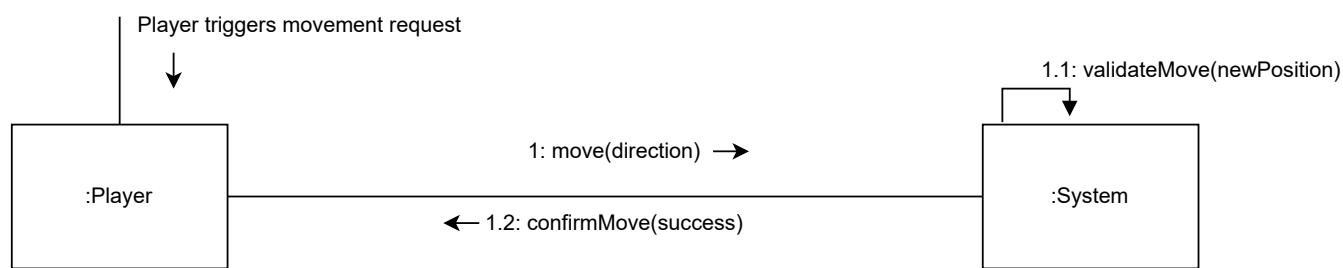 Player triggers movement request
1.1: validateMove(newPosition)
1: move(direction)
:Player
:System
1.2: confirmMove(success)